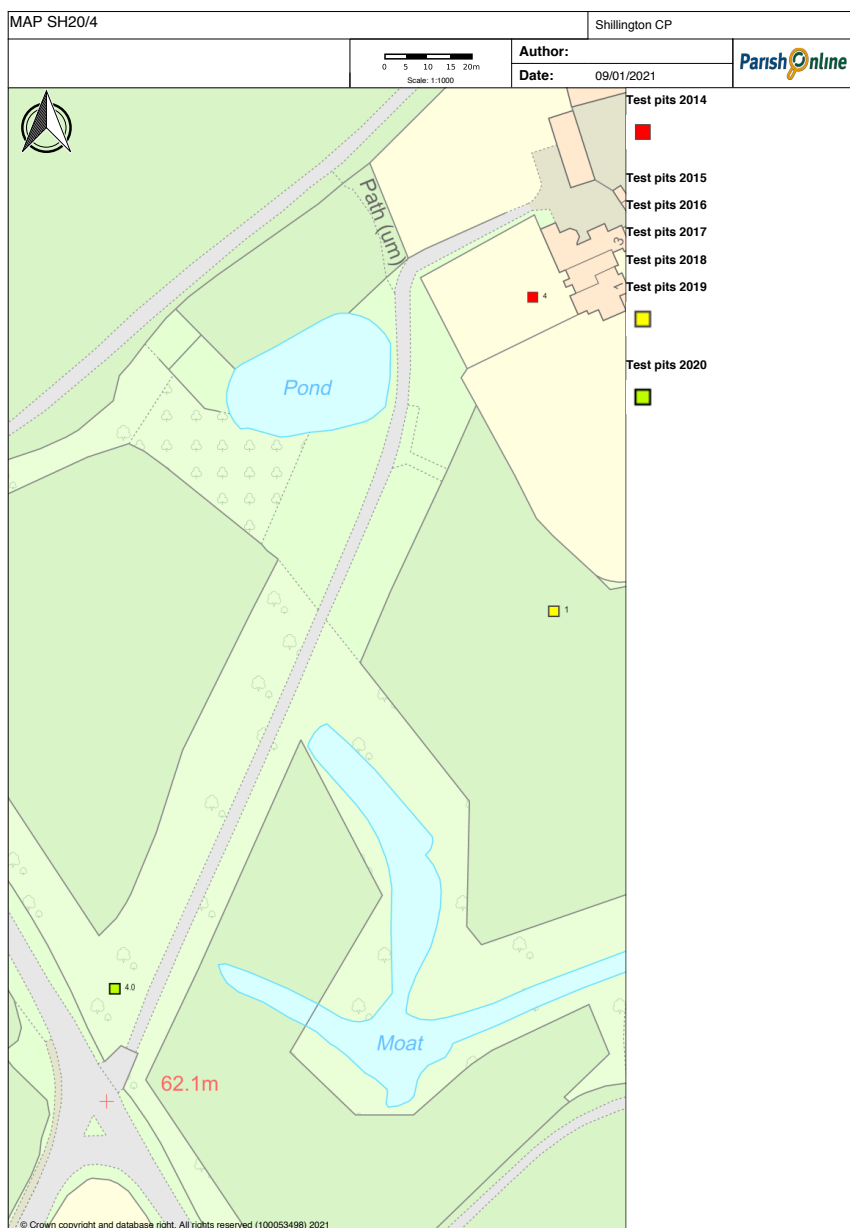 MAP SH20/4
Shillington CP
0 5 10 15 20m
Scale: 1:1000
Author:
Date: 09/01/2021
Parish Online
Test pits 2014
Test pits 2015
Test pits 2016
Test pits 2017
Test pits 2018
Test pits 2019
Test pits 2020
Path (um)
3
1
4
Pond
1
4.0
Moat
62.1m
© Crown copyright and database right. All rights reserved (100053498) 2021